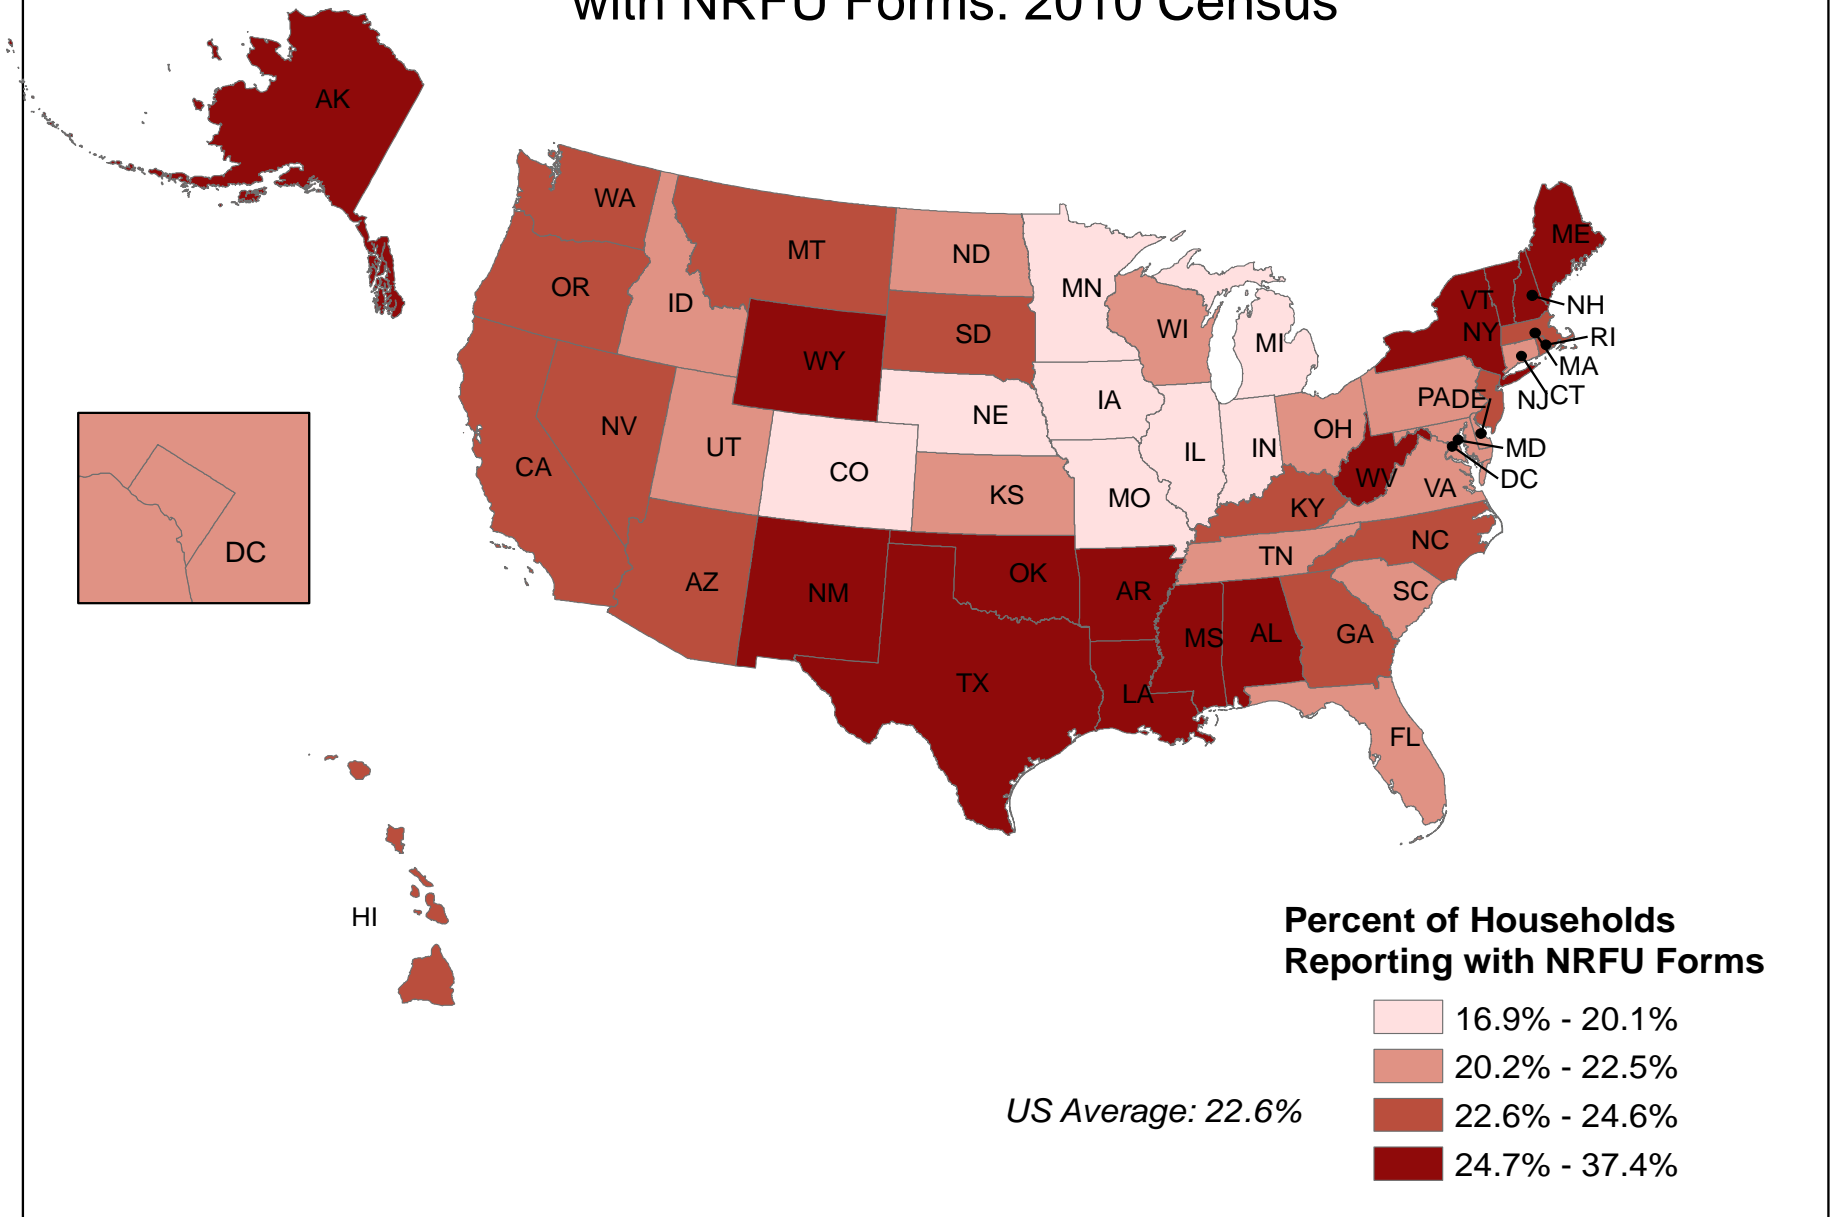 with NRFU Forms: 2010 Census
AK
WA
MT
ND
MN
ME
OR
ID
SD
WI
MI
VT
NH
NY
RI
WY
MA
NE
IA
PA
DE
NJ
CT
NV
UT
CO
IL
IN
OH
MD
CA
KS
MO
WV
VA
DC
KY
NC
TN
DC
AZ
NM
OK
AR
SC
MS
AL
GA
TX
LA
FL
HI
Percent of Households
Reporting with NRFU Forms
16.9% - 20.1%
20.2% - 22.5%
US Average: 22.6%
22.6% - 24.6%
24.7% - 37.4%